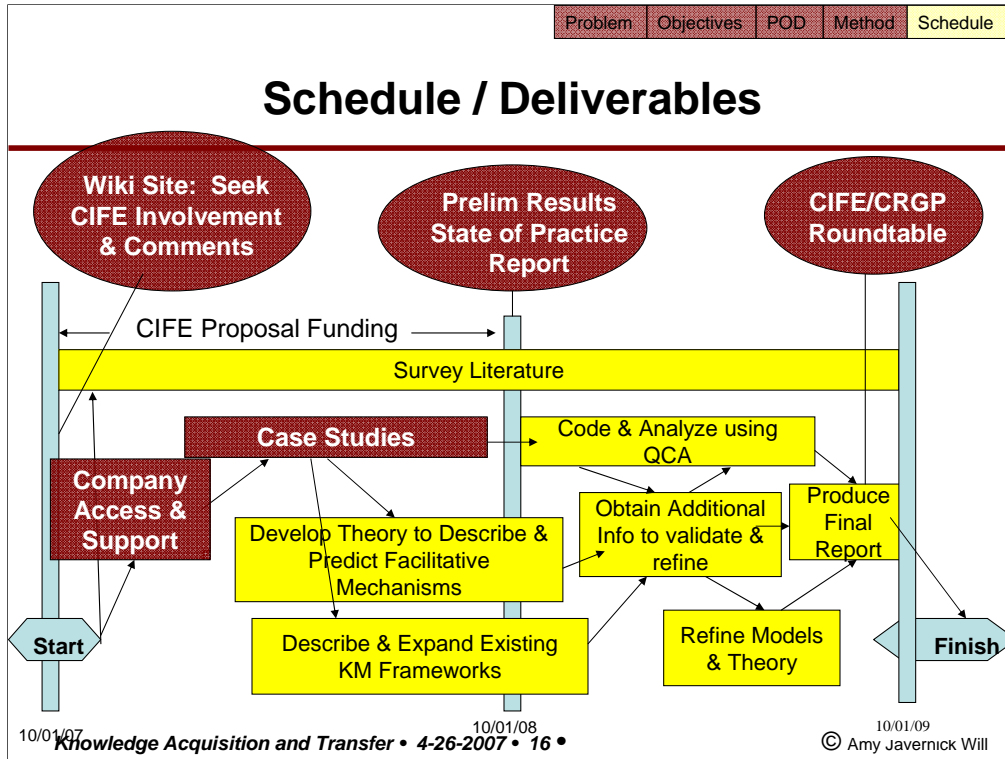 Problem Objectives POD Method Schedule
Schedule / Deliverables
Wiki Site: Seek
CIFE Involvement
& Comments
Prelim Results
State of Practice
Report
CIFE/CRGP
Roundtable
CIFE Proposal Funding
Survey Literature
Case Studies
Code & Analyze using
QCA
Company
Access &
Support
Develop Theory to Describe &
Predict Facilitative
Mechanisms
Obtain Additional
Info to validate &
refine
Produce
Final
Report
Start
Describe & Expand Existing
KM Frameworks
Refine Models
& Theory
Finish
10/01/07
10/01/08
10/01/09
Knowledge Acquisition and Transfer • 4-26-2007 • 16 •
© Amy Javernick Will